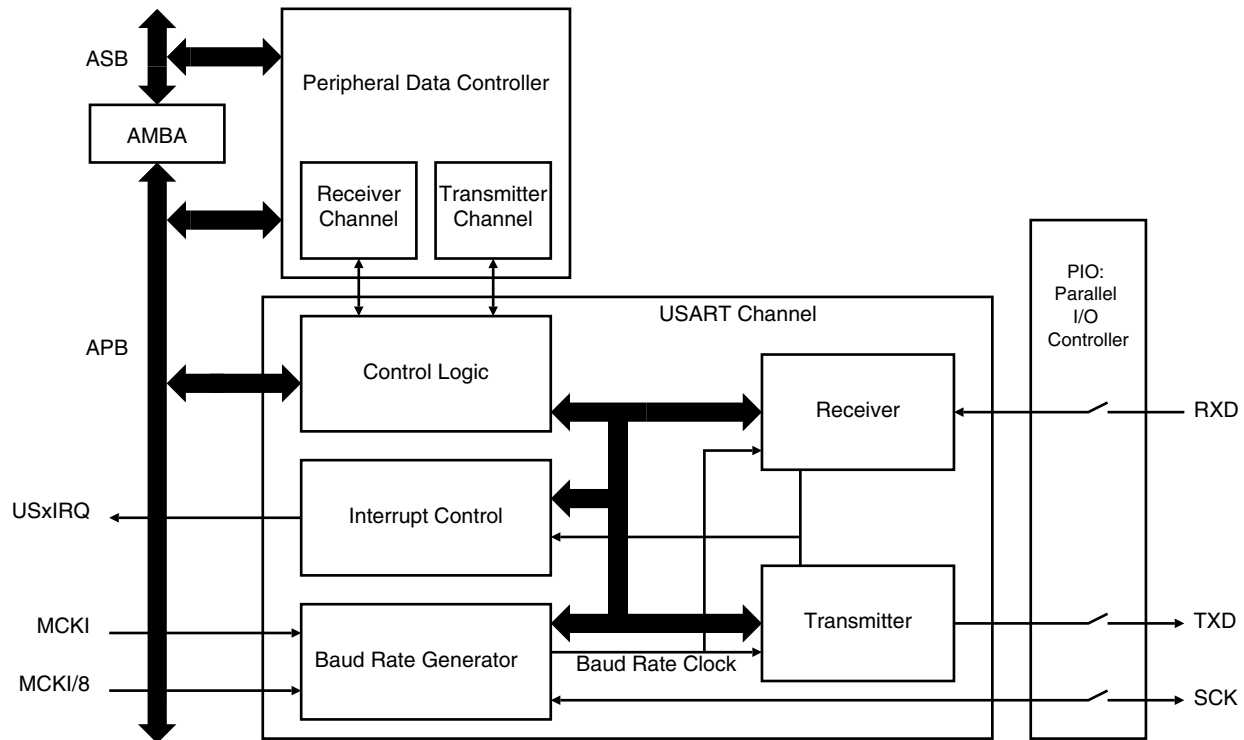 ASB
Peripheral Data Controller
AMBA
Receiver
Channel
Transmitter
Channel
PIO:
Parallel
I/O
Controller
USART Channel
APB
Control Logic
Receiver
RXD
USxIRQ
Interrupt Control
MCKI
Transmitter
TXD
Baud Rate Generator
Baud Rate Clock
MCKI/8
SCK